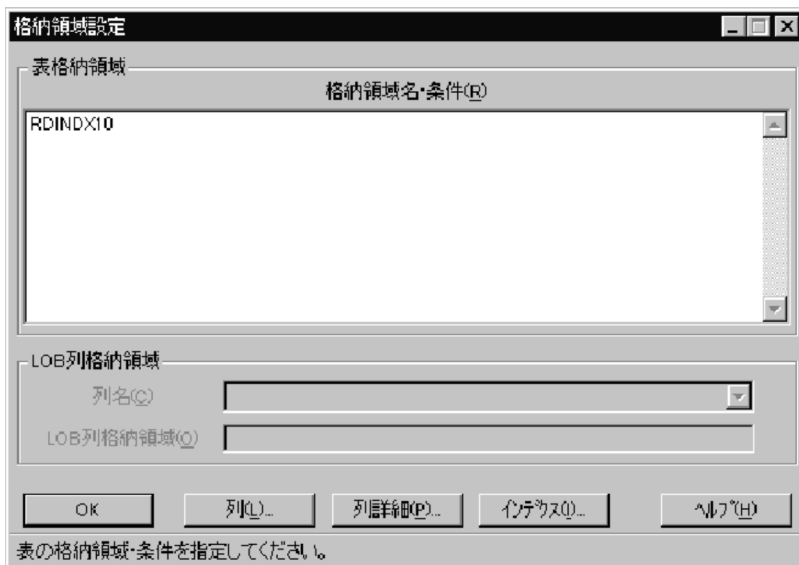 格納領域設定
表格納領域
格納領域名・条件(R)
RDINDX10
LOB列格納領域
列名(C)
LOB列格納領域(O)
OK 列(L)... 列詳細(P)... インデクス(I)... ヘルプ(H)
表の格納領域・条件を指定してください。